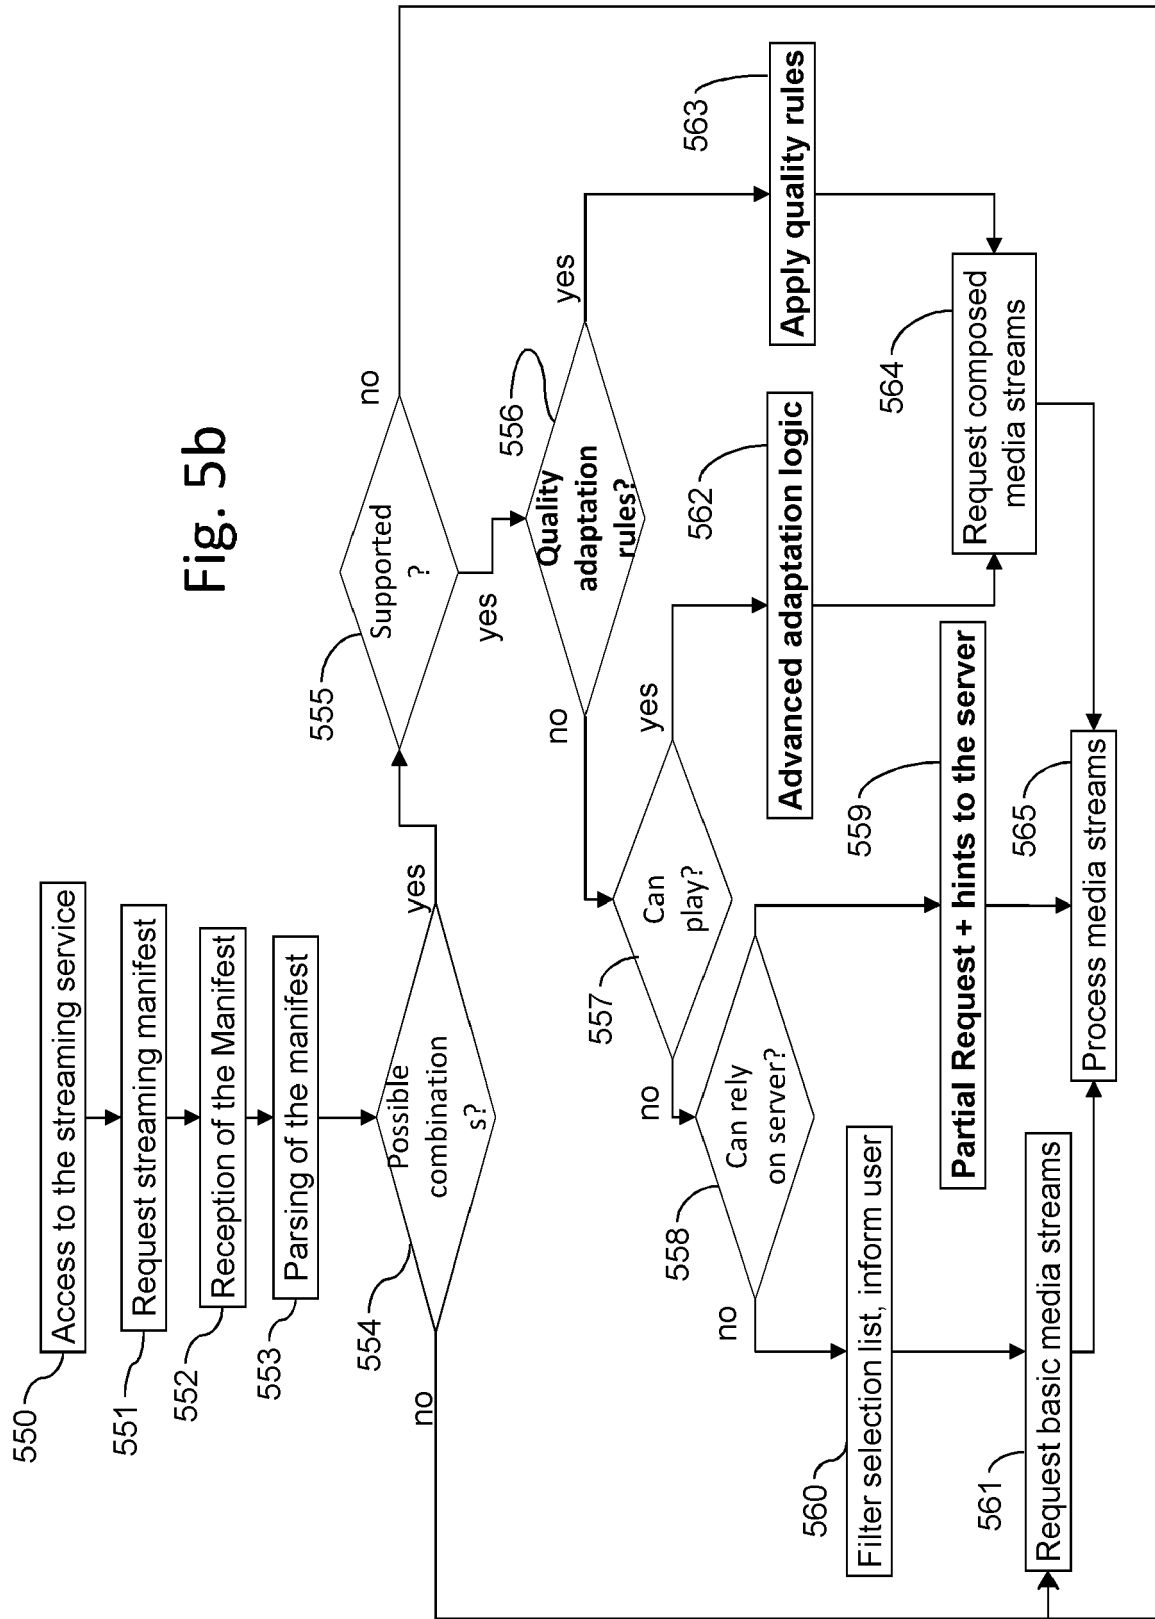 Fig. 5b
550
Access to the streaming service
551
Request streaming manifest
552
Reception of the Manifest
553
Parsing of the manifest
554
Possible
combination
s?
no
yes
555
Supported
?
no
yes
556
Quality
adaptation
rules?
no
yes
557
Can
play?
no
yes
558
Can rely
on server?
no
560
Filter selection list, inform user
562
Advanced adaptation logic
563
Apply quality rules
559
Partial Request + hints to the server
564
Request composed
media streams
561
Request basic media streams
565
Process media streams